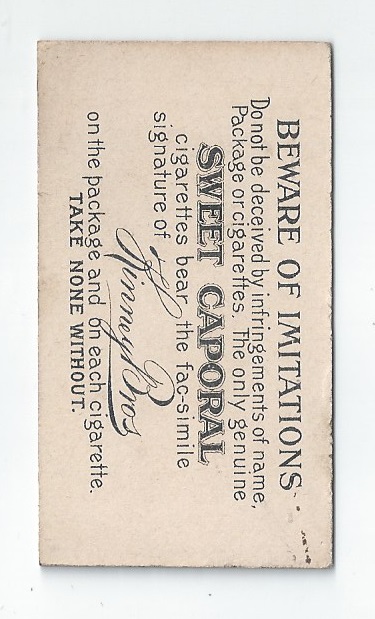 BEWARE OF IMITATIONS
Do not be deceived by infringements of name,
Package or cigarettes. The only genuine
SWEET CAPORAL
cigarettes bear the fac-simile
signature of
Kinney Bros
on the package and on each cigarette.
TAKE NONE WITHOUT.